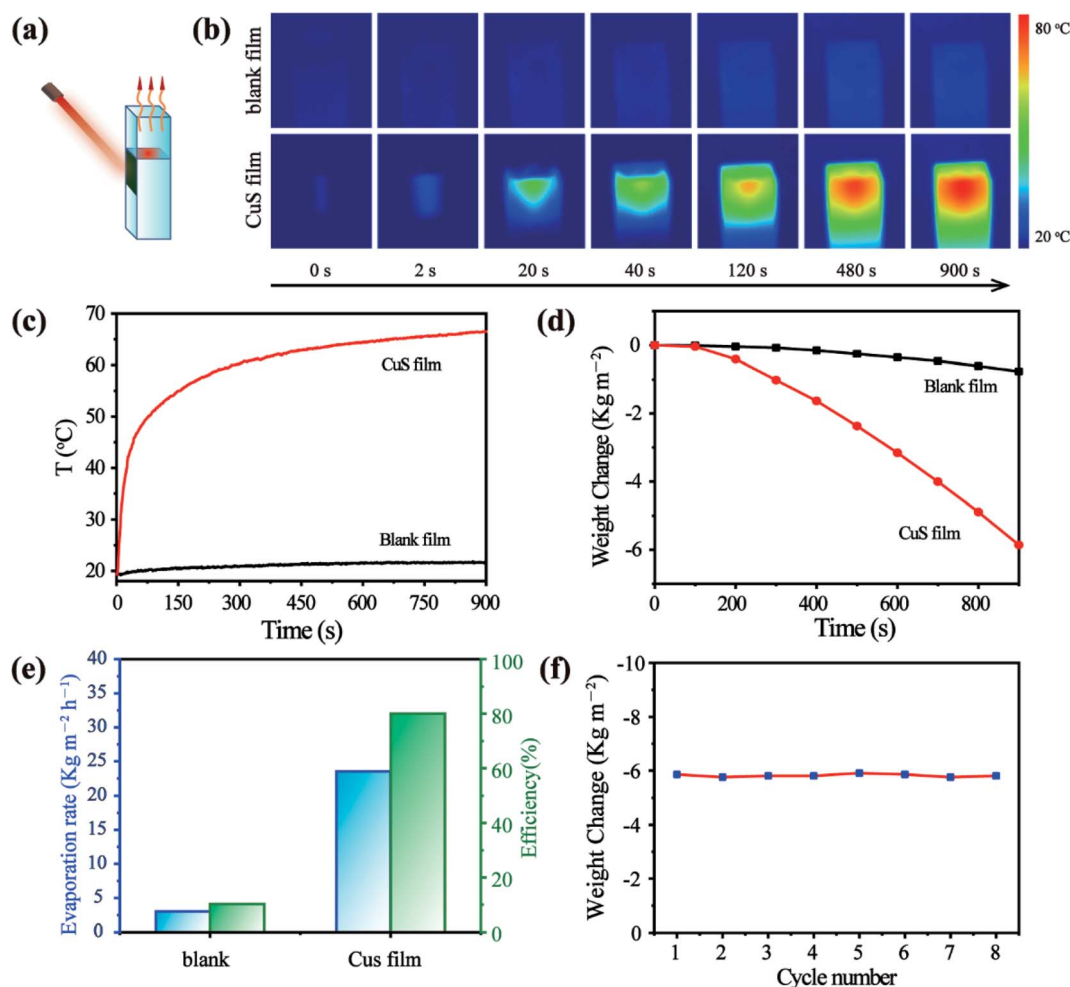 (a)
(b)
blank film
CuS film
80 °C
20 °C
0 s
2 s
20 s
40 s
120 s
480 s
900 s
(c)
70
60
50
40
30
20
T (°C)
CuS film
Blank film
0
150
300
450
600
750
900
Time (s)
(d)
0
-2
-4
-6
Weight Change (Kg m⁻²)
Blank film
CuS film
0
200
400
600
800
Time (s)
(e)
40
35
30
25
20
15
10
5
0
Evaporation rate (Kg m⁻² h⁻¹)
100
80
60
40
20
0
Efficiency(%)
blank
Cus film
(f)
-10
-8
-6
-4
-2
0
Weight Change (Kg m⁻²)
1
2
3
4
5
6
7
8
Cycle number